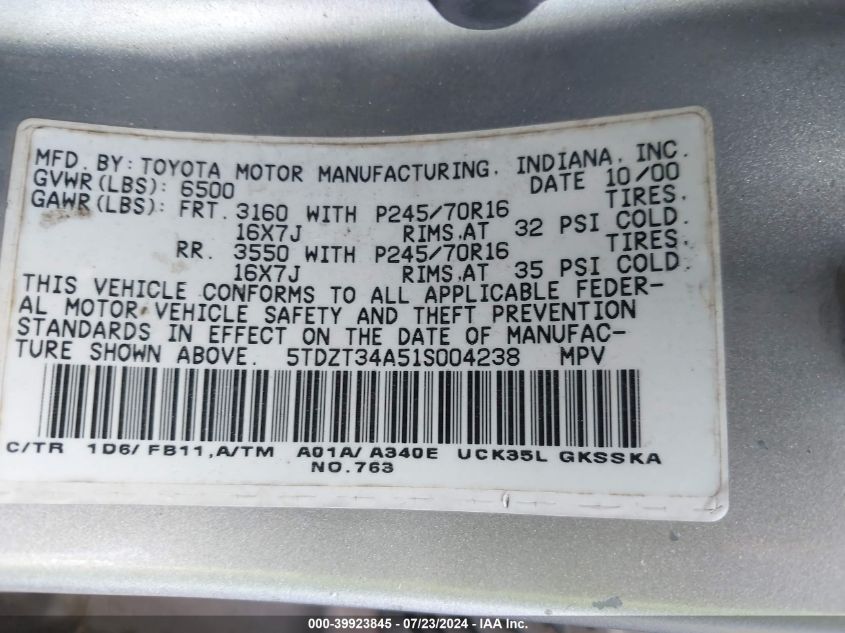 MFD. BY: TOYOTA MOTOR MANUFACTURING, INDIANA, INC.
GVWR(LBS): 6500 DATE 10/00
GAWR(LBS): FRT. 3160 WITH P245/70R16 TIRES,
16X7J RIMS,AT 32 PSI COLD.
RR. 3550 WITH P245/70R16 TIRES,
16X7J RIMS,AT 35 PSI COLD.
THIS VEHICLE CONFORMS TO ALL APPLICABLE FEDER-
AL MOTOR VEHICLE SAFETY AND THEFT PREVENTION
STANDARDS IN EFFECT ON THE DATE OF MANUFAC-
TURE SHOWN ABOVE. 5TDZT34A51S004238 MPV
C/TR 1D6/FB11,A/TM A01A/A340E UCK35L GKSSKA
NO.763
000-39923845 - 07/23/2024 - IAA Inc.